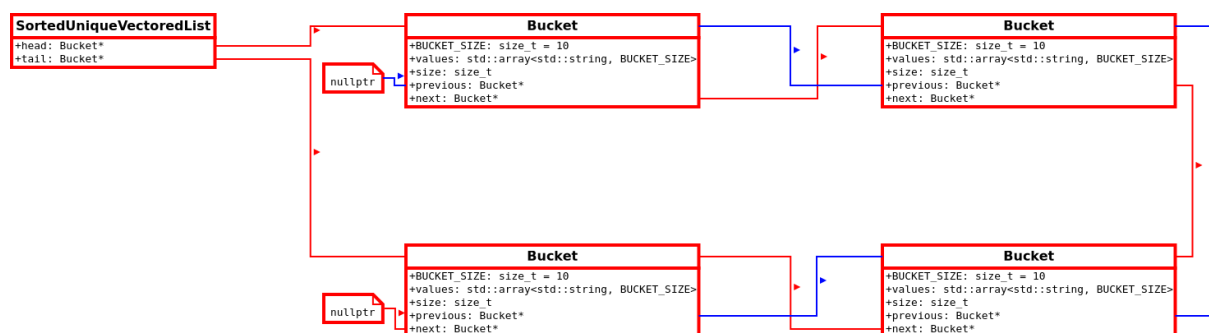 SortedUniqueVectoredList
+head: Bucket*
+tail: Bucket*
Bucket
+BUCKET_SIZE: size_t = 10
+values: std::array<std::string, BUCKET_SIZE>
+size: size_t
+previous: Bucket*
+next: Bucket*
nullptr
Bucket
+BUCKET_SIZE: size_t = 10
+values: std::array<std::string, BUCKET_SIZE>
+size: size_t
+previous: Bucket*
+next: Bucket*
Bucket
+BUCKET_SIZE: size_t = 10
+values: std::array<std::string, BUCKET_SIZE>
+size: size_t
+previous: Bucket*
+next: Bucket*
nullptr
Bucket
+BUCKET_SIZE: size_t = 10
+values: std::array<std::string, BUCKET_SIZE>
+size: size_t
+previous: Bucket*
+next: Bucket*